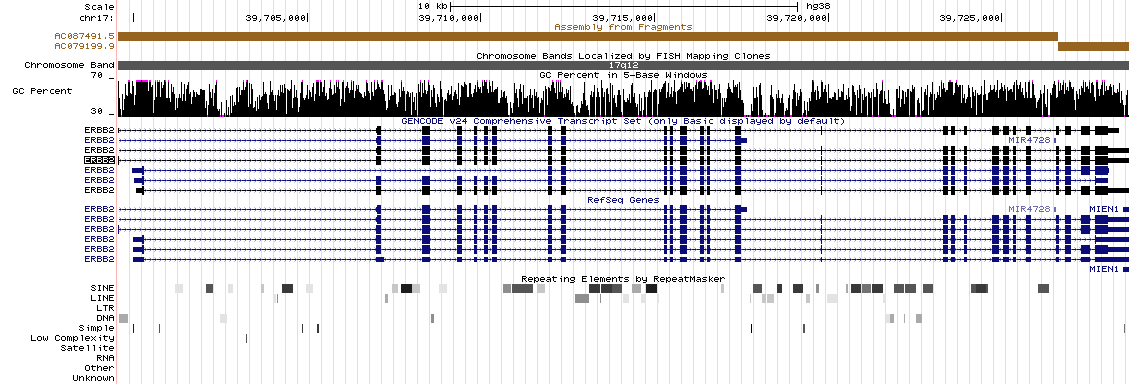 Scale 10 kb hg38
chr17: 39,705,000 39,710,000 39,715,000 39,720,000 39,725,000
Assembly from Fragments
AC087491.5
AC079199.9
Chromosome Bands Localized by FISH Mapping Clones
Chromosome Band 17q12
70 GC Percent in 5-Base Windows
GC Percent
30
GENCODE v24 Comprehensive Transcript Set (only Basic displayed by default)
ERBB2
ERBB2 MIR4728
ERBB2
ERBB2
ERBB2
ERBB2
ERBB2
RefSeq Genes
ERBB2 MIR4728 MIEN1
ERBB2
ERBB2
ERBB2
ERBB2
ERBB2
MIEN1
Repeating Elements by RepeatMasker
SINE
LINE
LTR
DNA
Simple
Low Complexity
Satellite
RNA
Other
Unknown